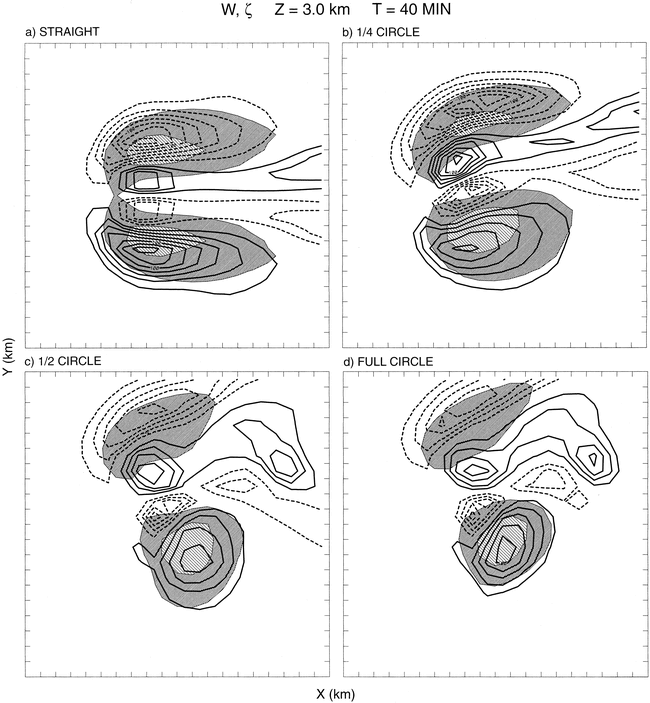 W, ζ Z = 3.0 km T = 40 MIN
a) STRAIGHT
b) 1/4 CIRCLE
Y (km)
c) 1/2 CIRCLE
d) FULL CIRCLE
X (km)